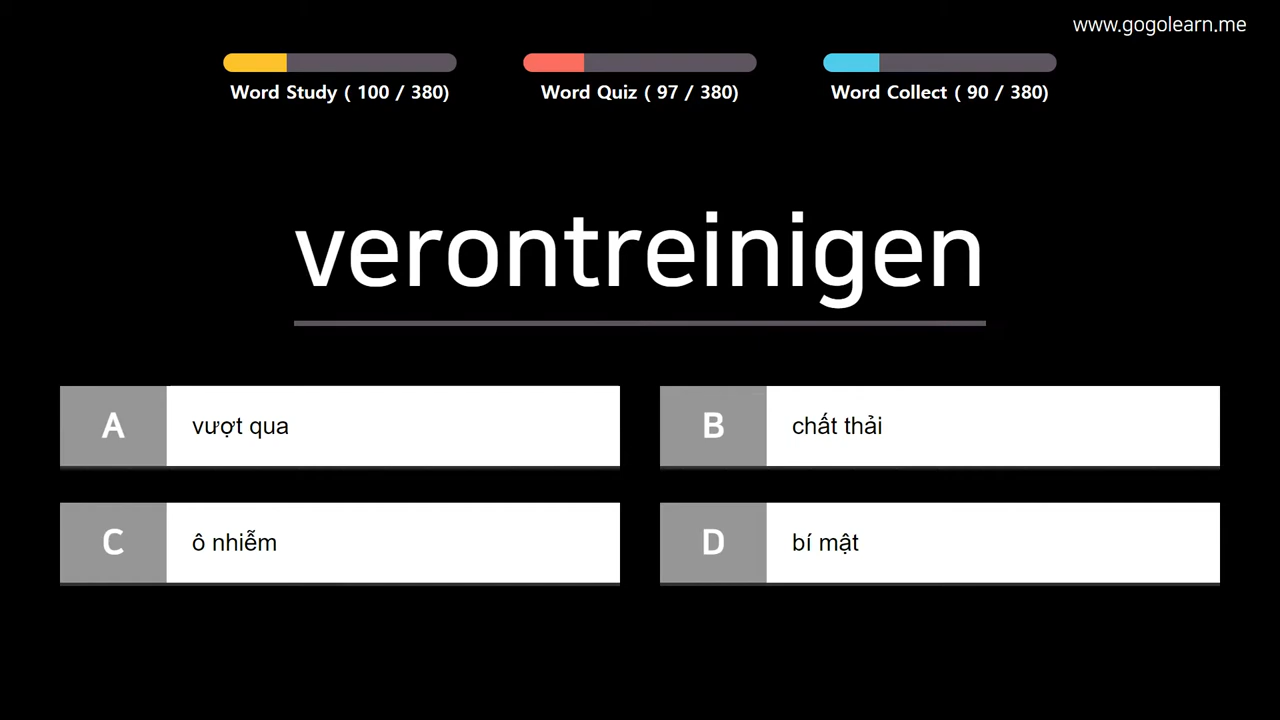 www.gogolearn.me
Word Study ( 100 / 380)
Word Quiz ( 97 / 380)
Word Collect ( 90 / 380)
verontreinigen
A vượt qua
B chất thải
C ô nhiễm
D bí mật